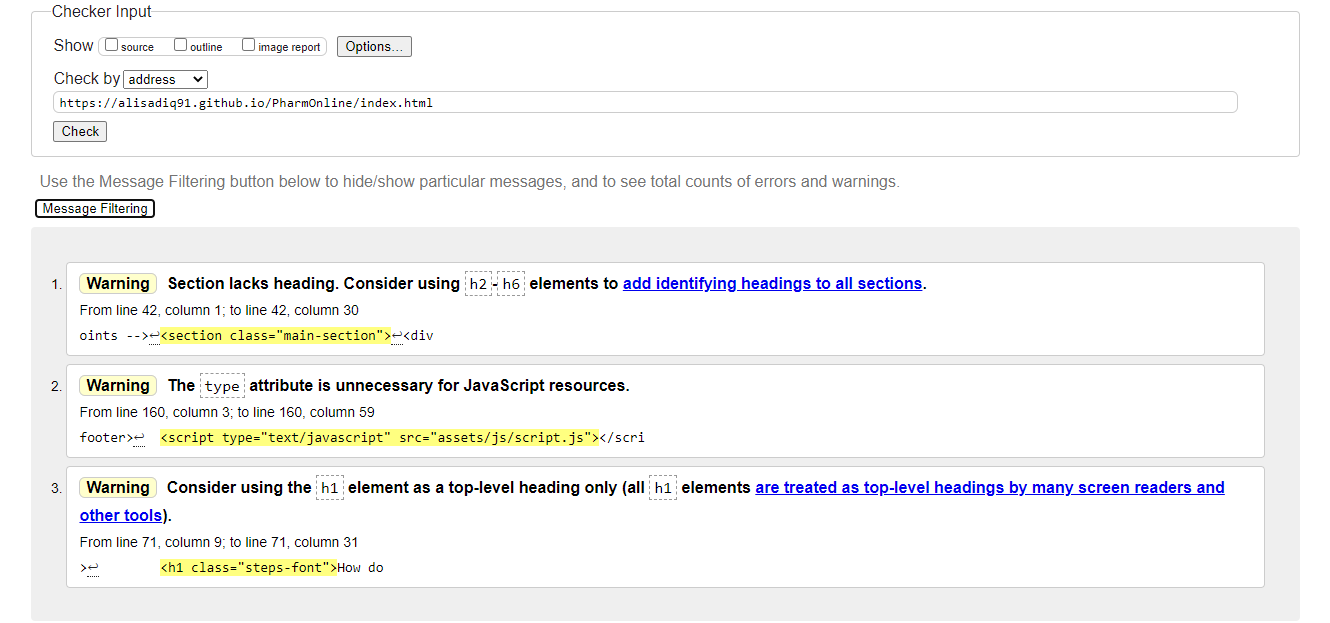 Checker Input
Show source outline image report Options...
Check by address
https://alisadiq91.github.io/PharmOnline/index.html
Check
Use the Message Filtering button below to hide/show particular messages, and to see total counts of errors and warnings.
Message Filtering
1. Warning Section lacks heading. Consider using h2-h6 elements to add identifying headings to all sections.
From line 42, column 1; to line 42, column 30
oints -->↩<section class="main-section">↩<div
2. Warning The type attribute is unnecessary for JavaScript resources.
From line 160, column 3; to line 160, column 59
footer>↩ <script type="text/javascript" src="assets/js/script.js"></scri
3. Warning Consider using the h1 element as a top-level heading only (all h1 elements are treated as top-level headings by many screen readers and
other tools).
From line 71, column 9; to line 71, column 31
>↩ <h1 class="steps-font">How do